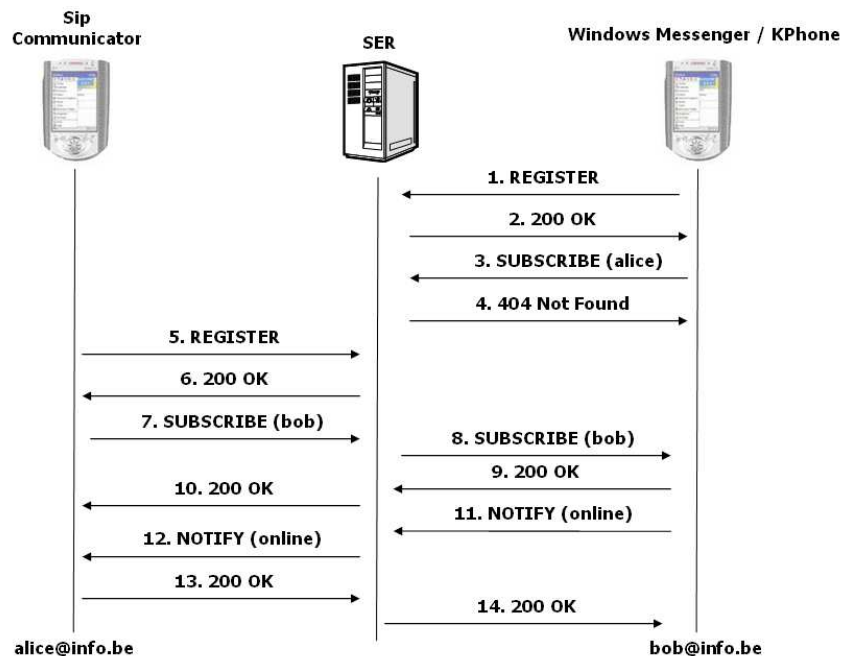 Sip
Communicator
SER
Windows Messenger / KPhone
1. REGISTER
2. 200 OK
3. SUBSCRIBE (alice)
4. 404 Not Found
5. REGISTER
6. 200 OK
7. SUBSCRIBE (bob)
8. SUBSCRIBE (bob)
9. 200 OK
10. 200 OK
11. NOTIFY (online)
12. NOTIFY (online)
13. 200 OK
14. 200 OK
alice@info.be
bob@info.be